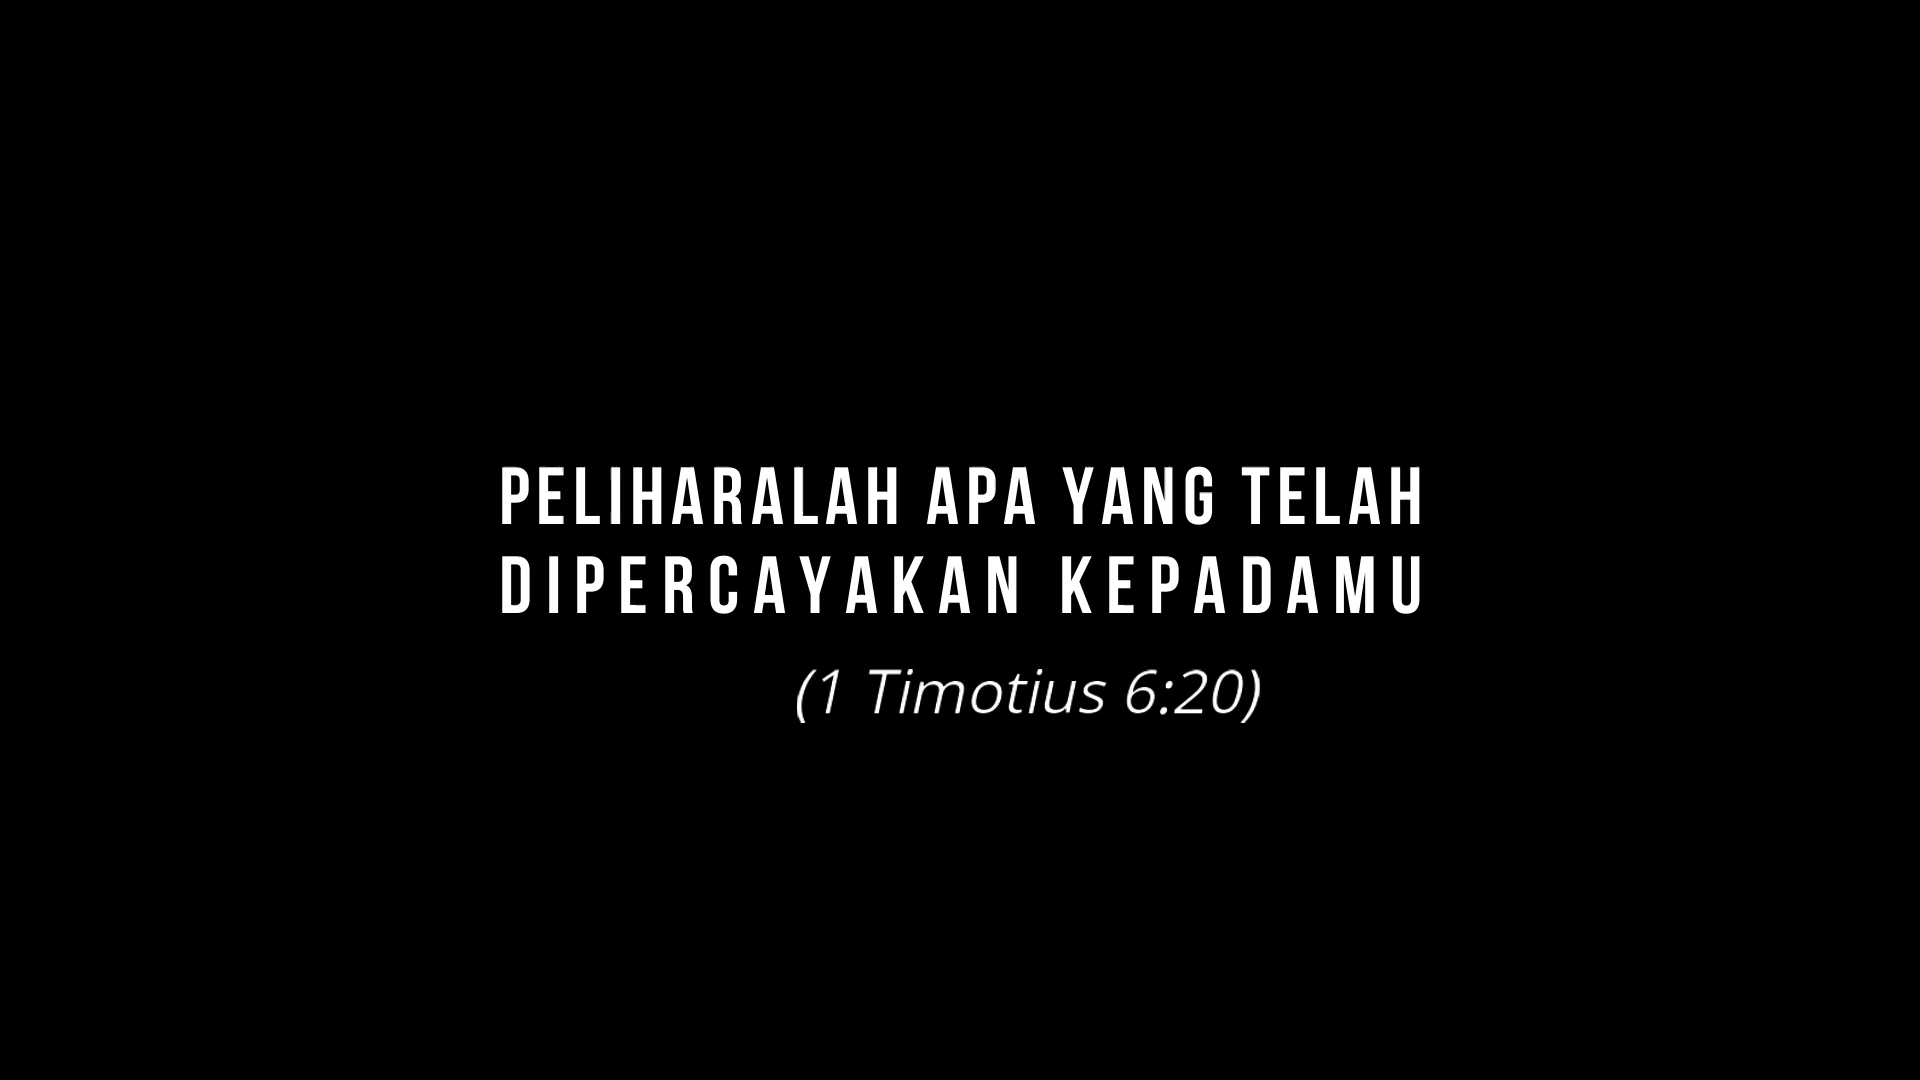 PELIHARALAH APA YANG TELAH
DIPERCAYAKAN KEPADAMU
(1 Timotius 6:20)